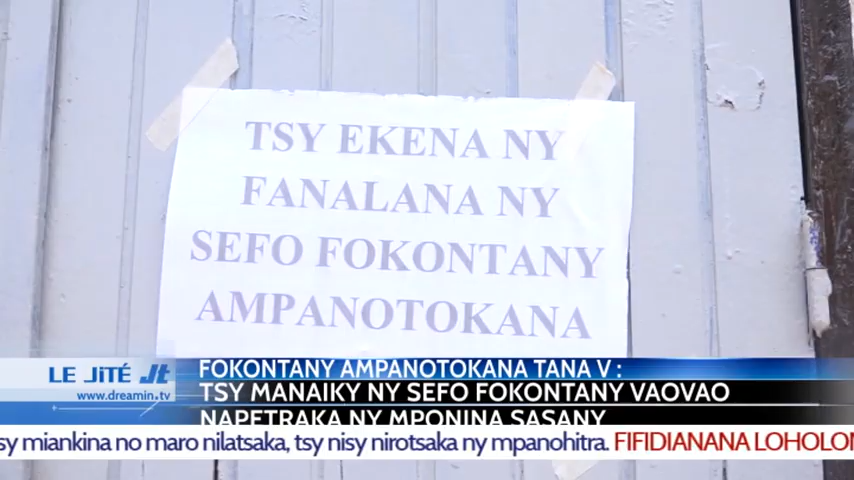 TSY EKENA NY
FANALANA NY
SEFO FOKONTANY
AMPANOTOKANA
LE JiTÉ Jt
www.dreamin.tv
FOKONTANY AMPANOTOKANA TANA V :
TSY MANAIKY NY SEFO FOKONTANY VAOVAO
NAPETRAKA NY MPONINA SASANY
sy miankina no maro nilatsaka, tsy nisy nirotsaka ny mpanohitra. FIFIDIANANA LOHOLO